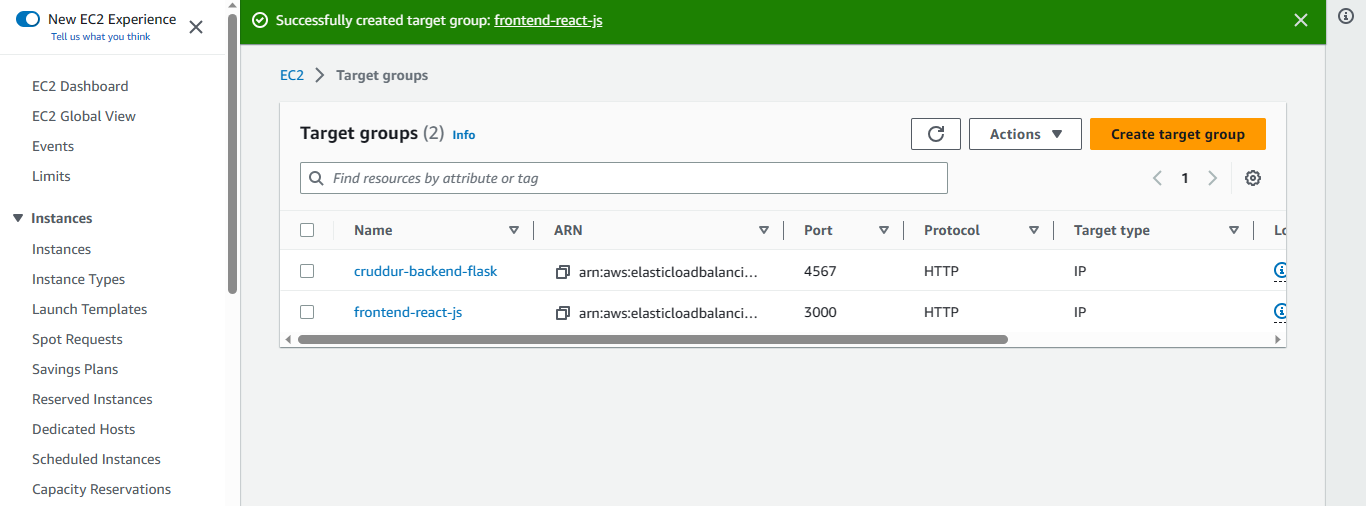 New EC2 Experience
Tell us what you think
EC2 Dashboard
EC2 Global View
Events
Limits
Instances
Instances
Instance Types
Launch Templates
Spot Requests
Savings Plans
Reserved Instances
Dedicated Hosts
Scheduled Instances
Capacity Reservations
Successfully created target group: frontend-react-js
EC2 > Target groups
Target groups (2) Info
Actions
Create target group
Find resources by attribute or tag
1
Name ARN Port Protocol Target type
cruddur-backend-flask arn:aws:elasticloadbalanci... 4567 HTTP IP
frontend-react-js arn:aws:elasticloadbalanci... 3000 HTTP IP